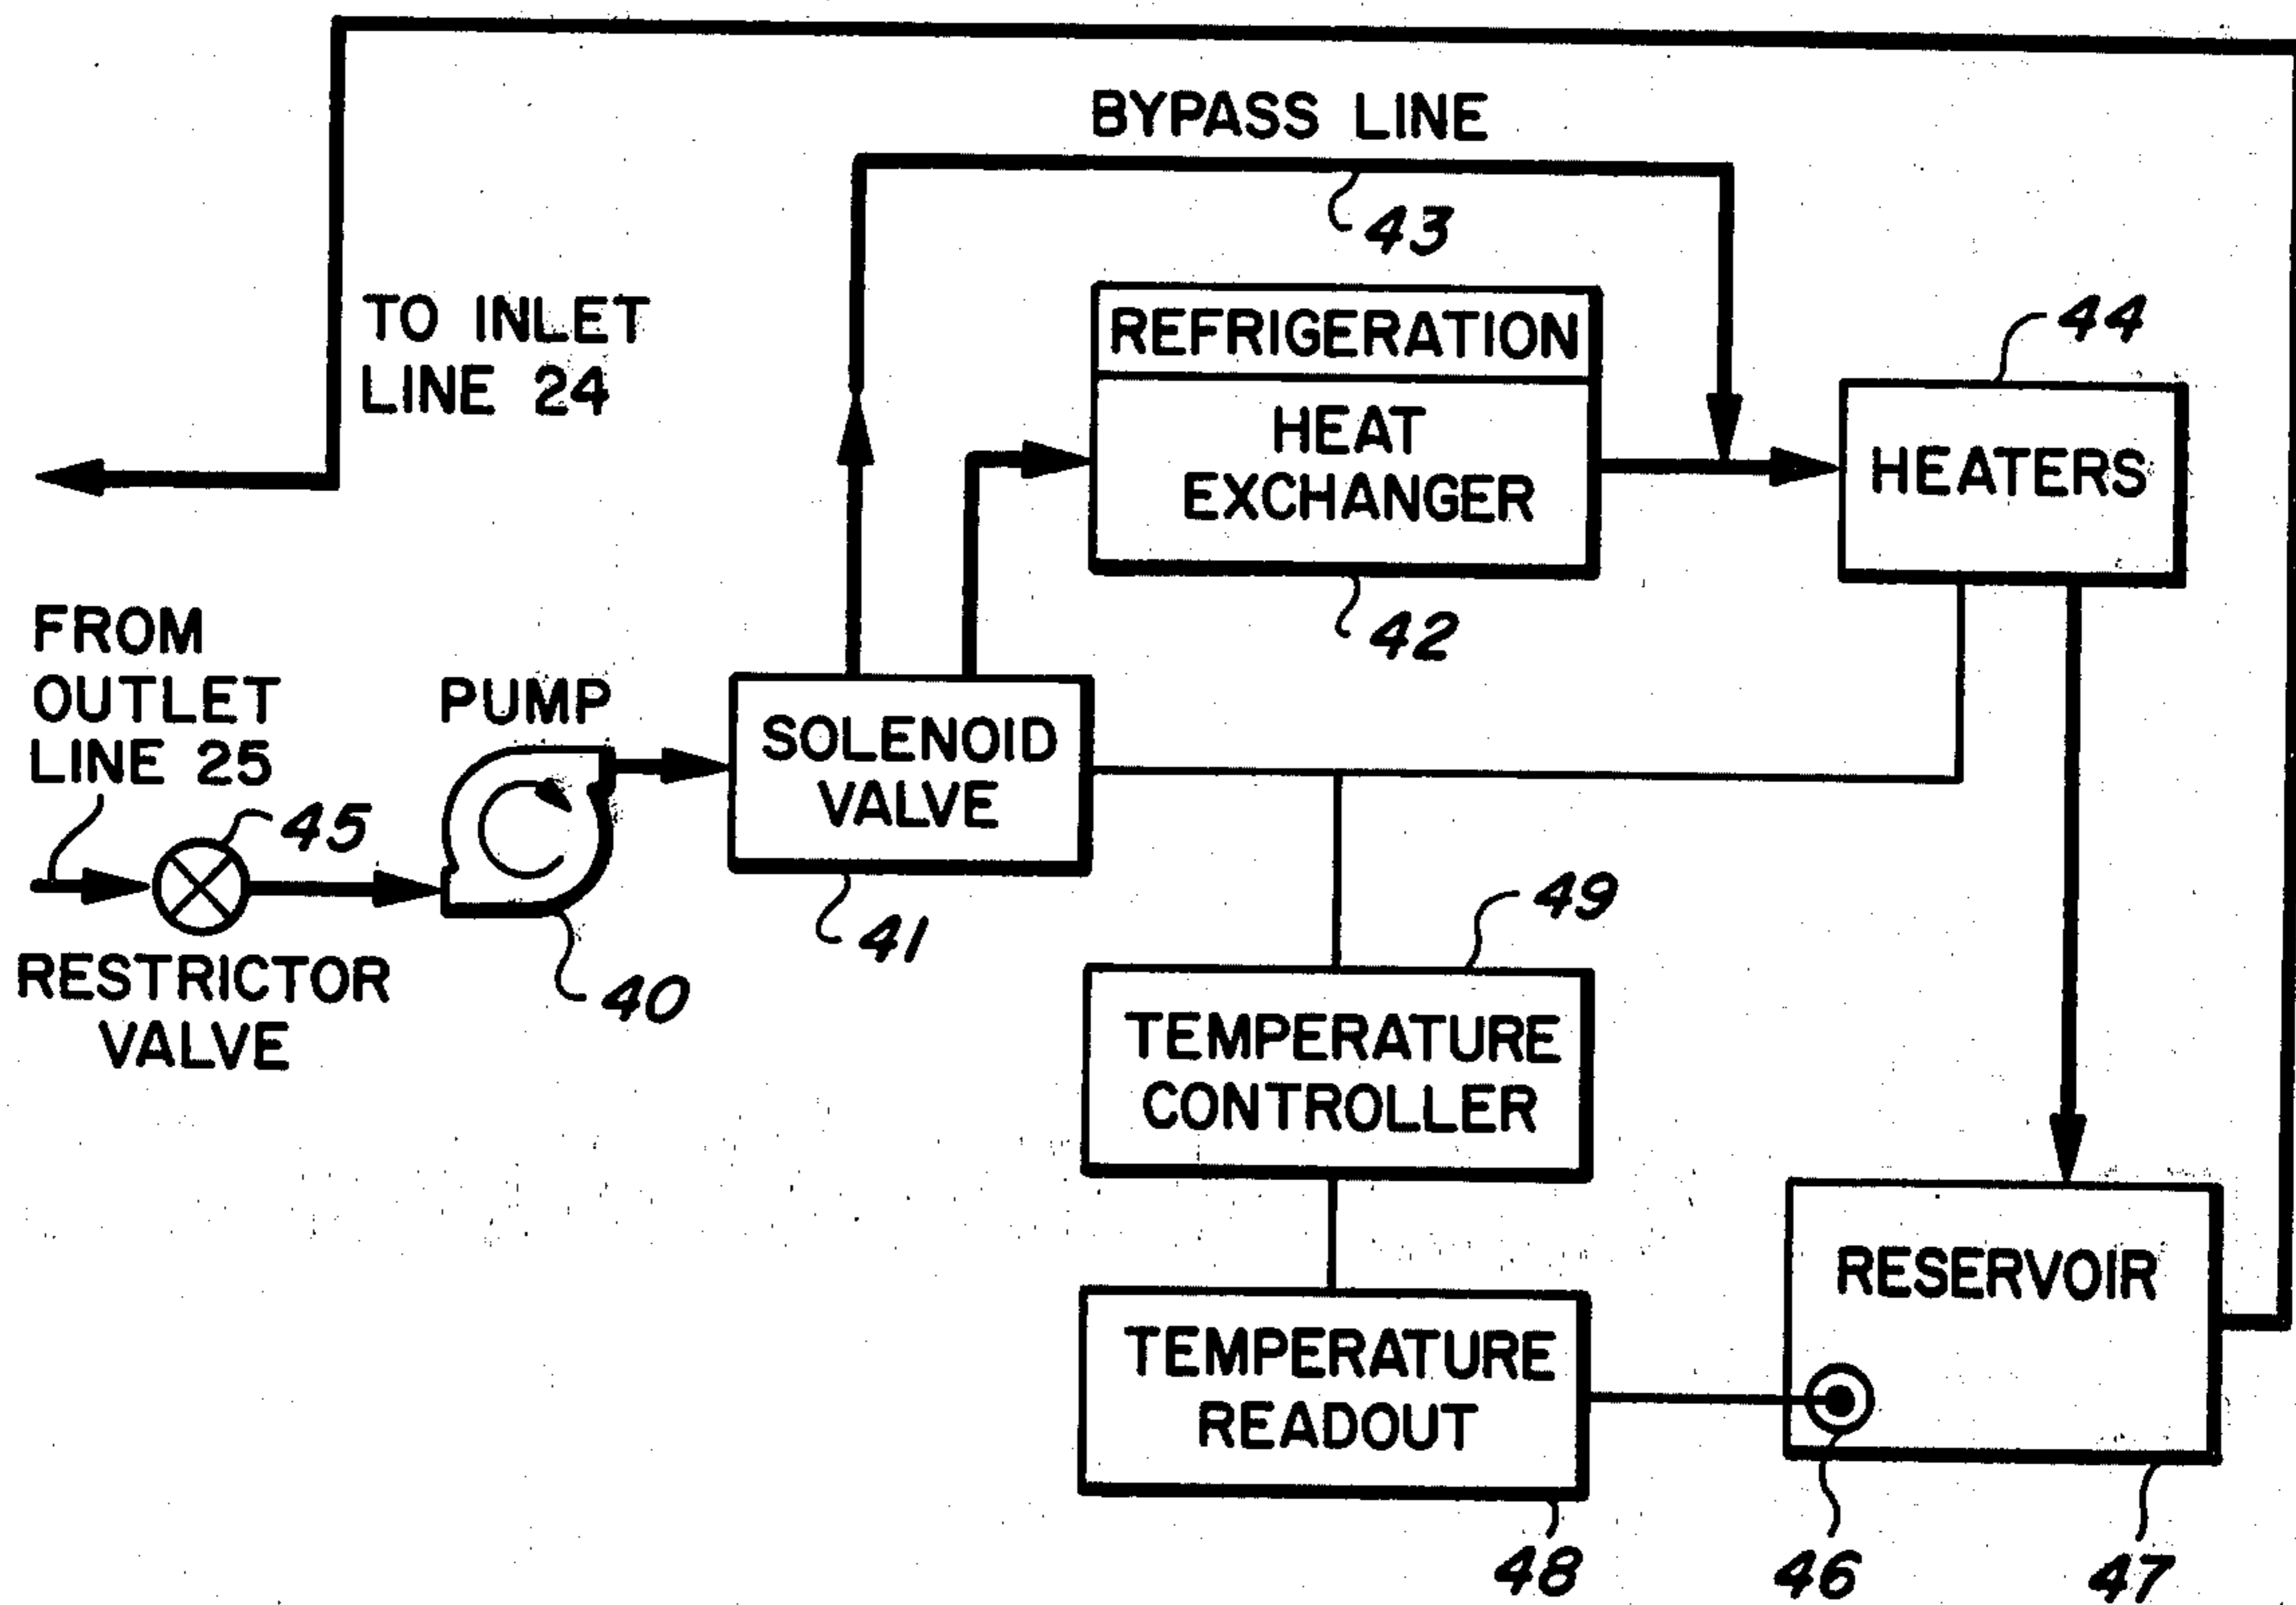 BYPASS LINE
43
TO INLET
LINE 24
REFRIGERATION
HEAT
EXCHANGER
42
44
HEATERS
FROM
OUTLET
LINE 25
45
RESTRICTOR
VALVE
PUMP
40
SOLENOID
VALVE
41
49
TEMPERATURE
CONTROLLER
TEMPERATURE
READOUT
48
RESERVOIR
46
47